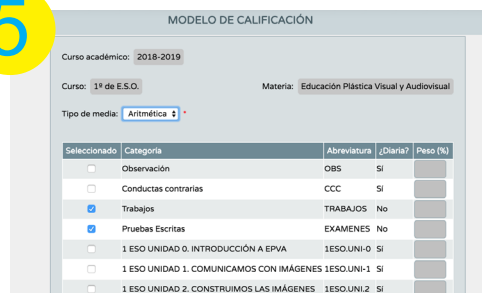 5
MODELO DE CALIFICACIÓN
Curso académico: 2018-2019
Curso: 1º de E.S.O. Materia: Educación Plástica Visual y Audiovisual
Tipo de media: Aritmética *
Seleccionado Categoría Abreviatura ¿Diaria? Peso (%)
Observación OBS Sí
Conductas contrarias CCC Sí
Trabajos TRABAJOS No
Pruebas Escritas EXAMENES No
1 ESO UNIDAD 0. INTRODUCCIÓN A EPVA 1ESO.UNI-0 Sí
1 ESO UNIDAD 1. COMUNICAMOS CON IMÁGENES 1ESO.UNI-1 Sí
1 ESO UNIDAD 2. CONSTRUIMOS LAS IMÁGENES 1ESO.UNI.2 Sí